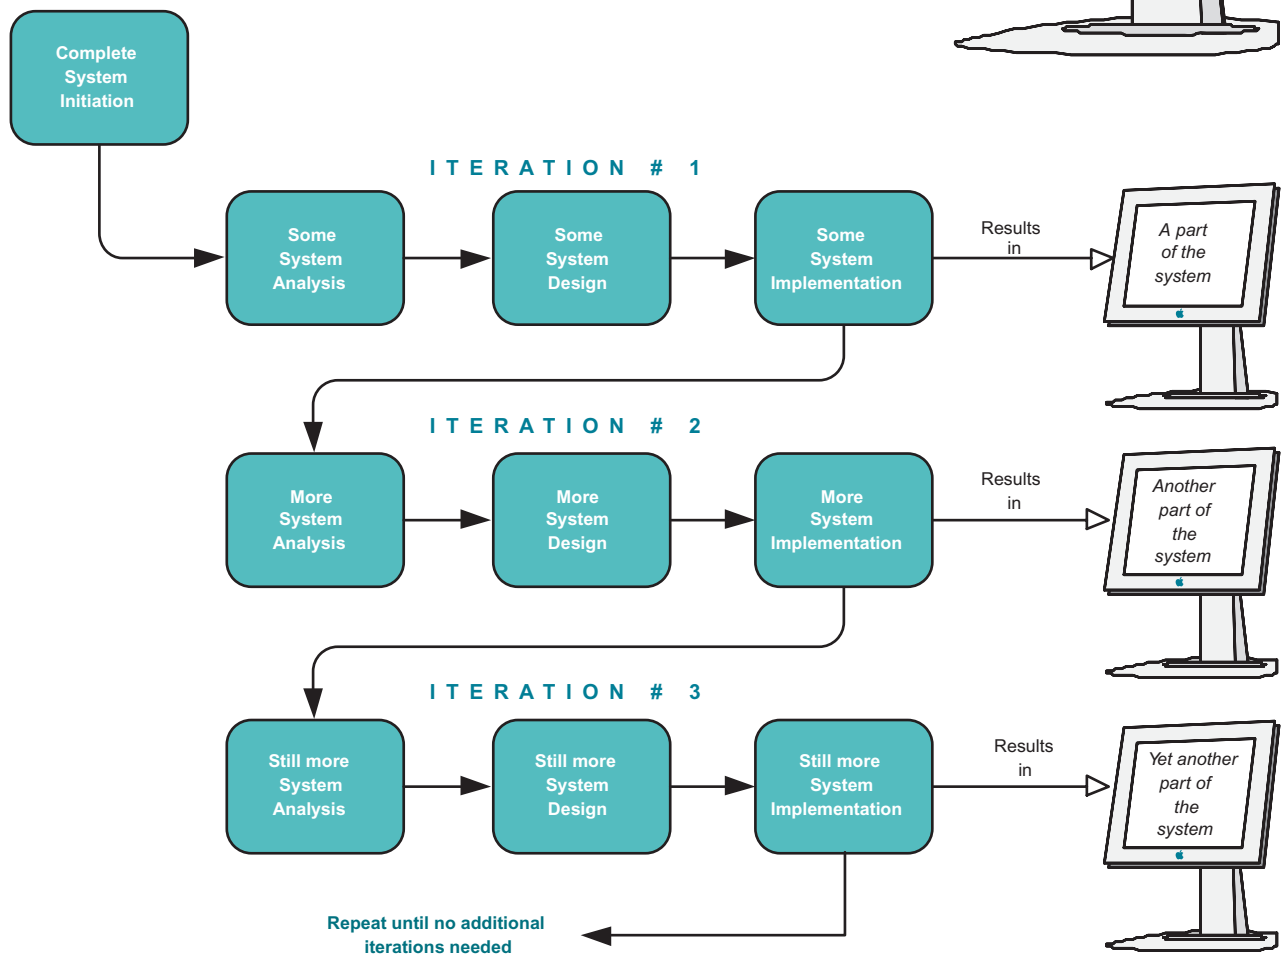 Complete
System
Initiation
ITERATION # 1
Some
System
Analysis
Some
System
Design
Some
System
Implementation
Results
in
A part
of the
system
ITERATION # 2
More
System
Analysis
More
System
Design
More
System
Implementation
Results
in
Another
part of
the
system
ITERATION # 3
Still more
System
Analysis
Still more
System
Design
Still more
System
Implementation
Results
in
Yet another
part of
the
system
Repeat until no additional
iterations needed